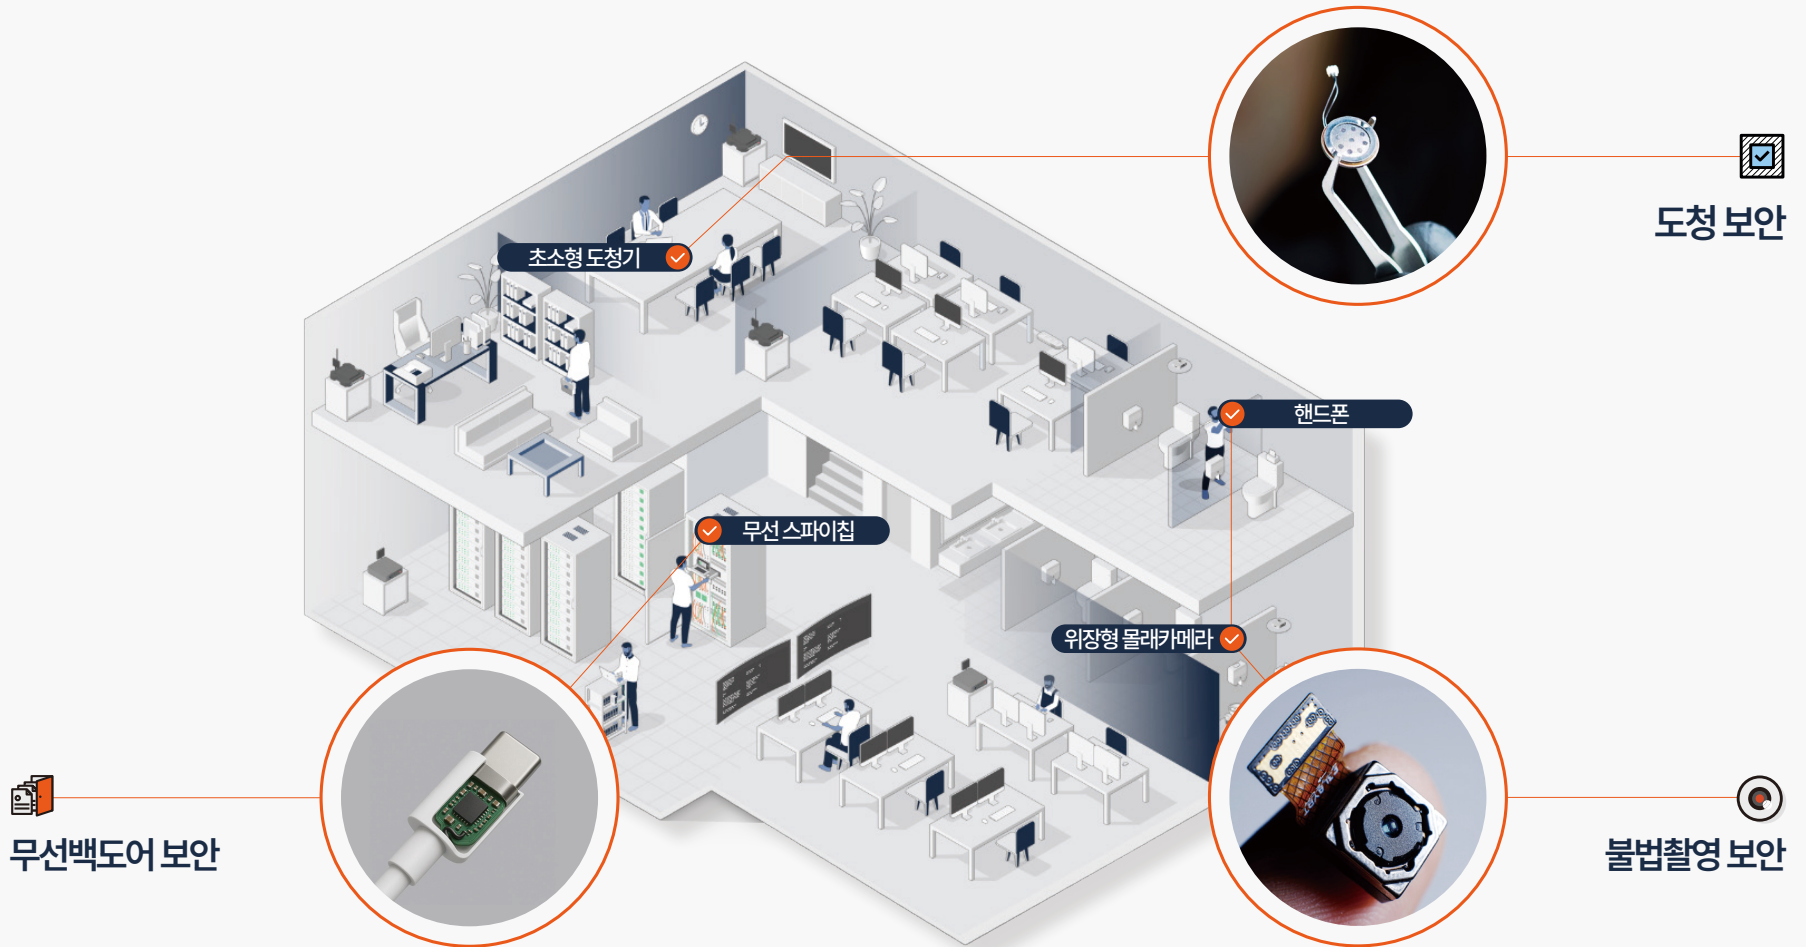 도청 보안
초소형 도청기
핸드폰
무선 스파이칩
위장형 몰래카메라
무선백도어 보안
불법촬영 보안